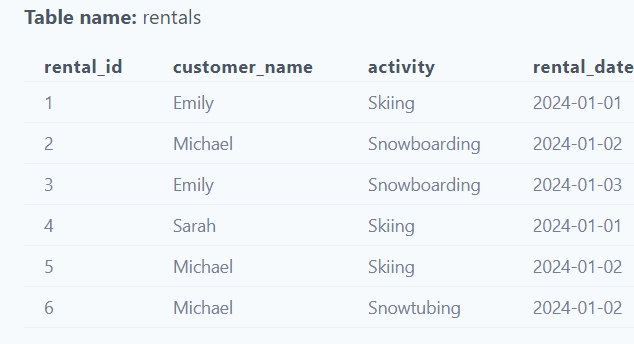 Table name: rentals
rental_id customer_name activity rental_date
1 Emily Skiing 2024-01-01
2 Michael Snowboarding 2024-01-02
3 Emily Snowboarding 2024-01-03
4 Sarah Skiing 2024-01-01
5 Michael Skiing 2024-01-02
6 Michael Snowtubing 2024-01-02